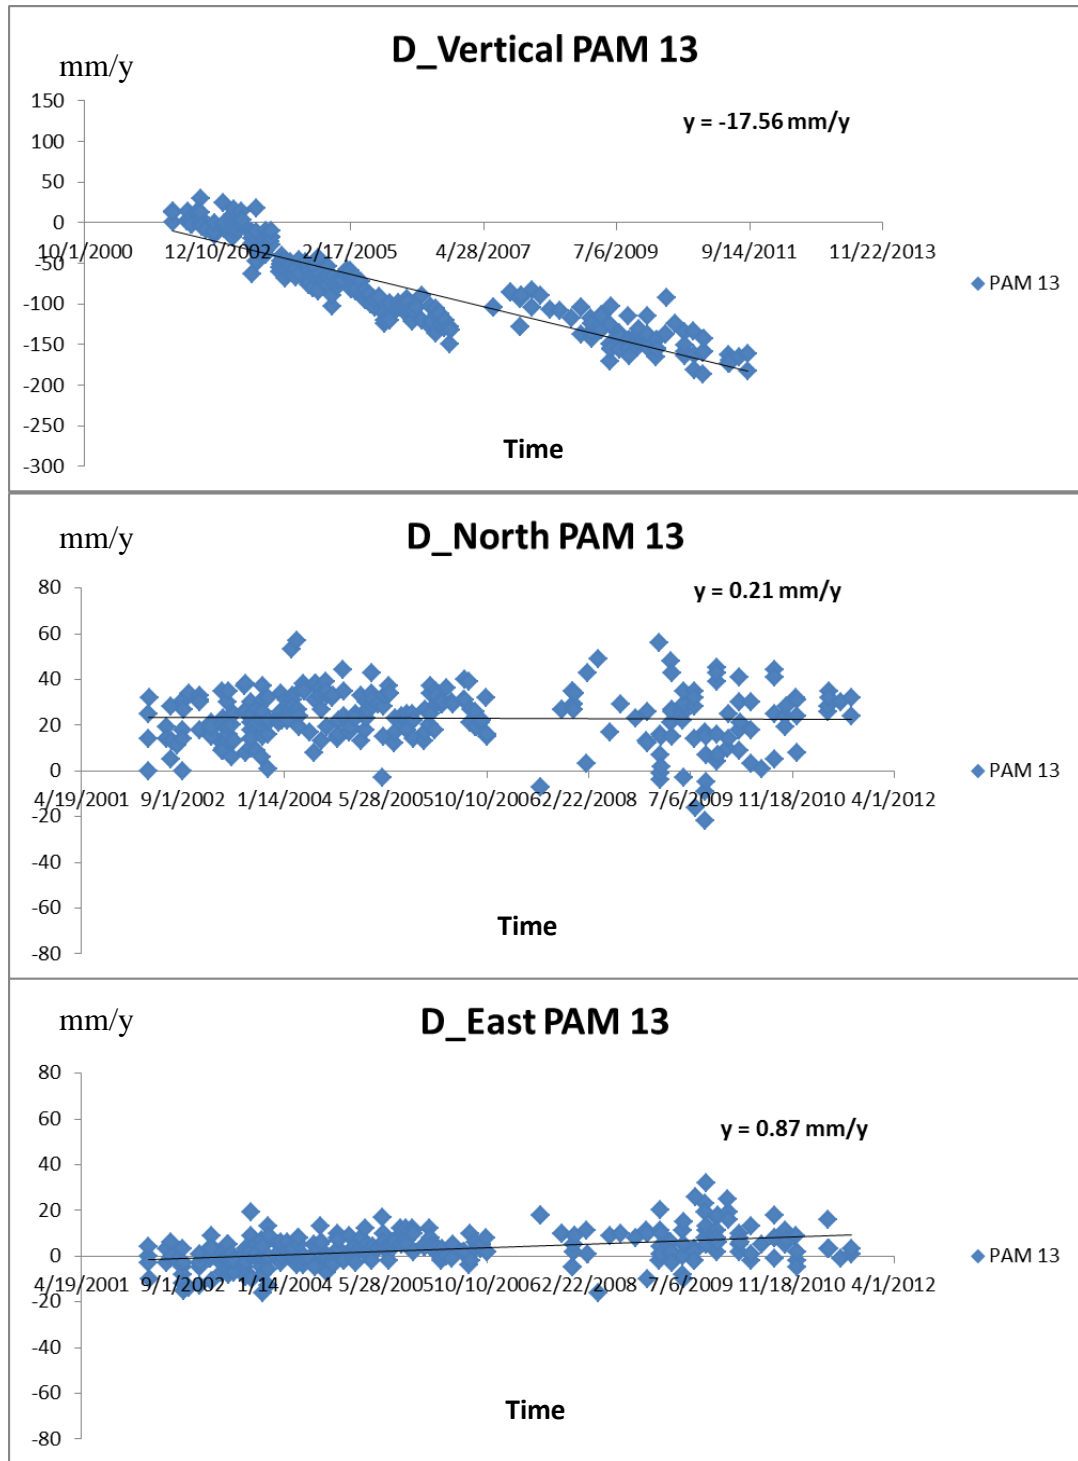 D_Vertical PAM 13
mm/y
150
y = -17.56 mm/y
100
50
0
10/1/2000 12/10/2002 2/17/2005 4/28/2007 7/6/2009 9/14/2011 11/22/2013
-50
PAM 13
-100
-150
-200
-250
Time
-300
D_North PAM 13
mm/y
80
y = 0.21 mm/y
60
40
20
0
PAM 13
4/19/2001 9/1/2002 1/14/2004 5/28/2005 10/10/2006 2/22/2008 7/6/2009 11/18/2010 4/1/2012
-20
-40
-60
Time
-80
D_East PAM 13
mm/y
80
60
y = 0.87 mm/y
40
20
0
PAM 13
4/19/2001 9/1/2002 1/14/2004 5/28/2005 10/10/2006 2/22/2008 7/6/2009 11/18/2010 4/1/2012
-20
-40
-60
Time
-80